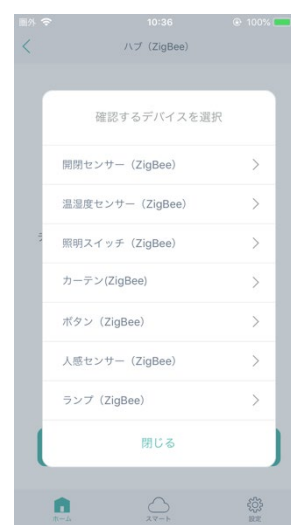 圏外 10:36 100%
ハブ（ZigBee）
確認するデバイスを選択
開閉センサー（ZigBee）
温湿度センサー（ZigBee）
照明スイッチ（ZigBee）
カーテン(ZigBee)
ボタン（ZigBee）
人感センサー（ZigBee）
ランプ（ZigBee）
閉じる
ホーム スマート 設定